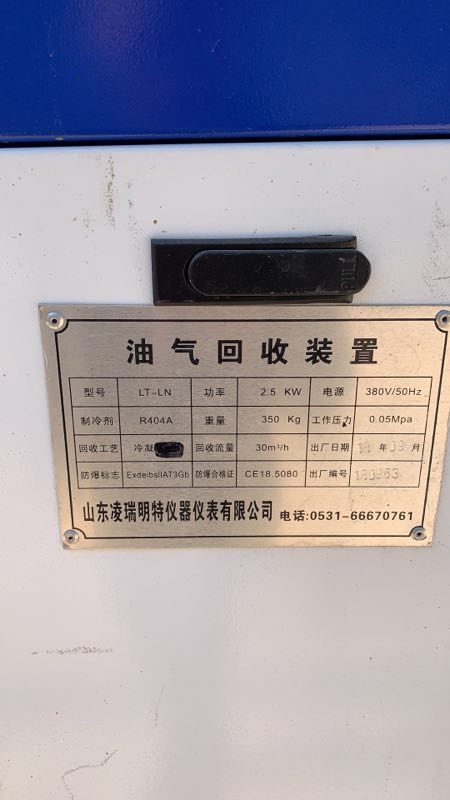 PULL
油气回收装置
型号 LT-LN 功率 2.5 KW 电源 380V/50Hz
制冷剂 R404A 重量 350 Kg 工作压力 0.05Mpa
回收工艺 冷凝 回收流量 30m³/h 出厂日期 年 09 月
防爆标志 ExdeibsIIAT3Gb 防爆合格证 CE18.5080 出厂编号
山东凌瑞明特仪器仪表有限公司 电话:0531-66670761